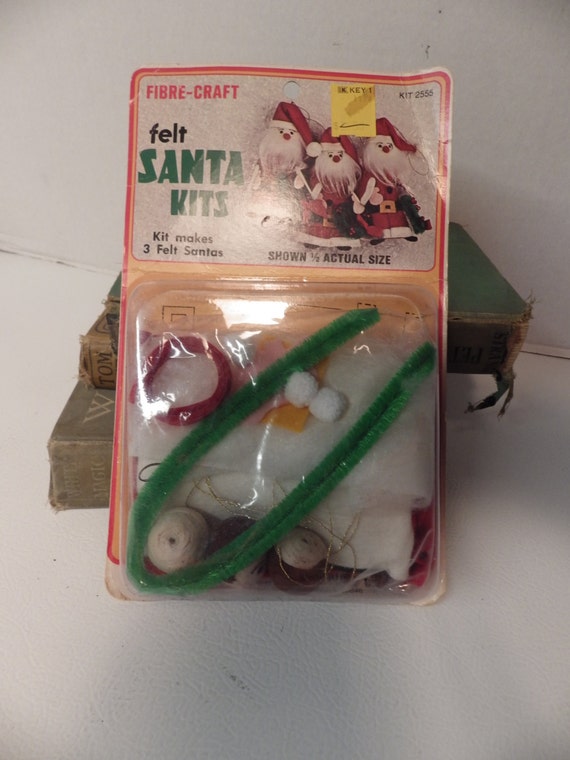 FIBRE-CRAFT
KIT 2555
felt
SANTA
KITS
Kit makes
3 Felt Santas
SHOWN ½ ACTUAL SIZE
TOM